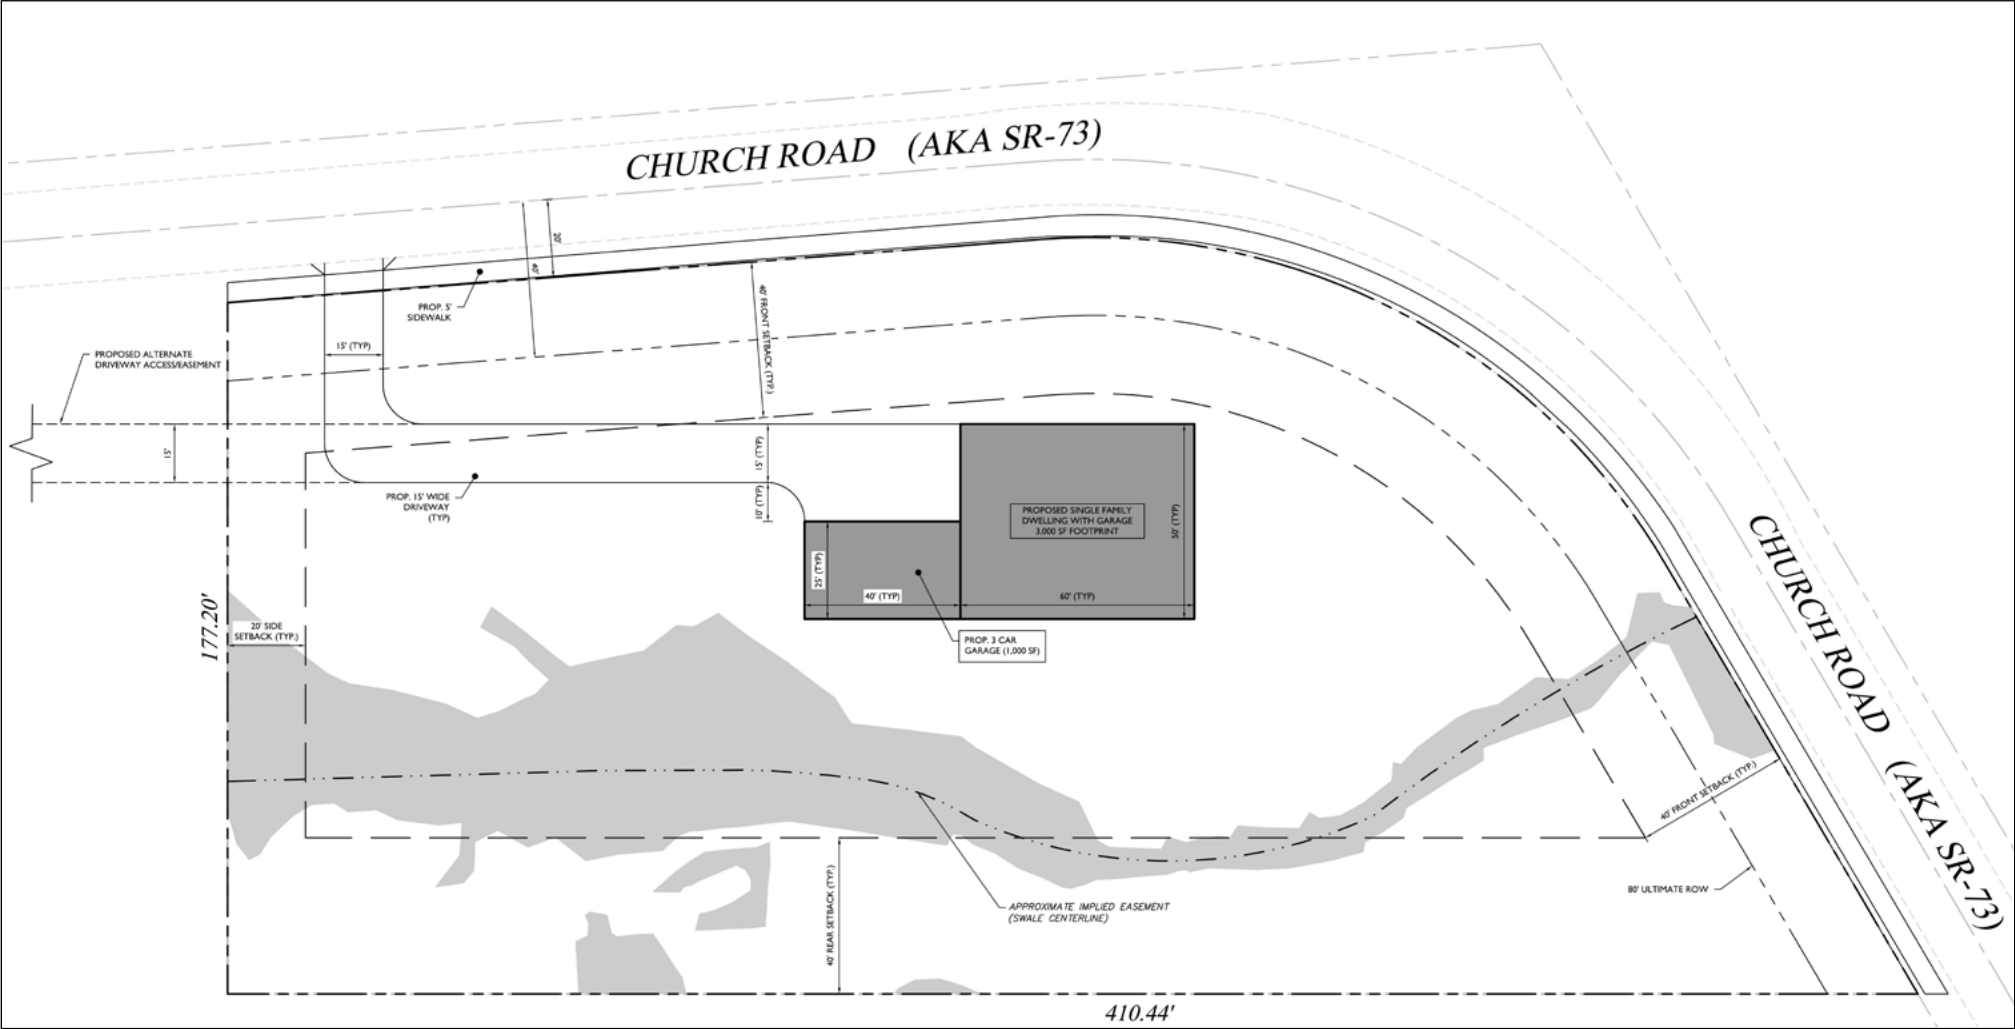 CHURCH ROAD (AKA SR-73)
20'
40'
PROP. 5'
SIDEWALK
40' FRONT SETBACK (TYP.)
15' (TYP)
PROPOSED ALTERNATE
DRIVEWAY ACCESS/EASEMENT
15'
15' (TYP)
10' (TYP)
PROP. 15' WIDE
DRIVEWAY
(TYP)
PROPOSED SINGLE FAMILY
DWELLING WITH GARAGE
3,000 SF FOOTPRINT
50' (TYP)
25' (TYP)
40' (TYP)
60' (TYP)
PROP. 3 CAR
GARAGE (1,000 SF)
CHURCH ROAD (AKA SR-73)
177.20'
20' SIDE
SETBACK (TYP.)
40' FRONT SETBACK (TYP.)
80' ULTIMATE ROW
APPROXIMATE IMPLIED EASEMENT
(SWALE CENTERLINE)
40' REAR SETBACK (TYP.)
410.44'